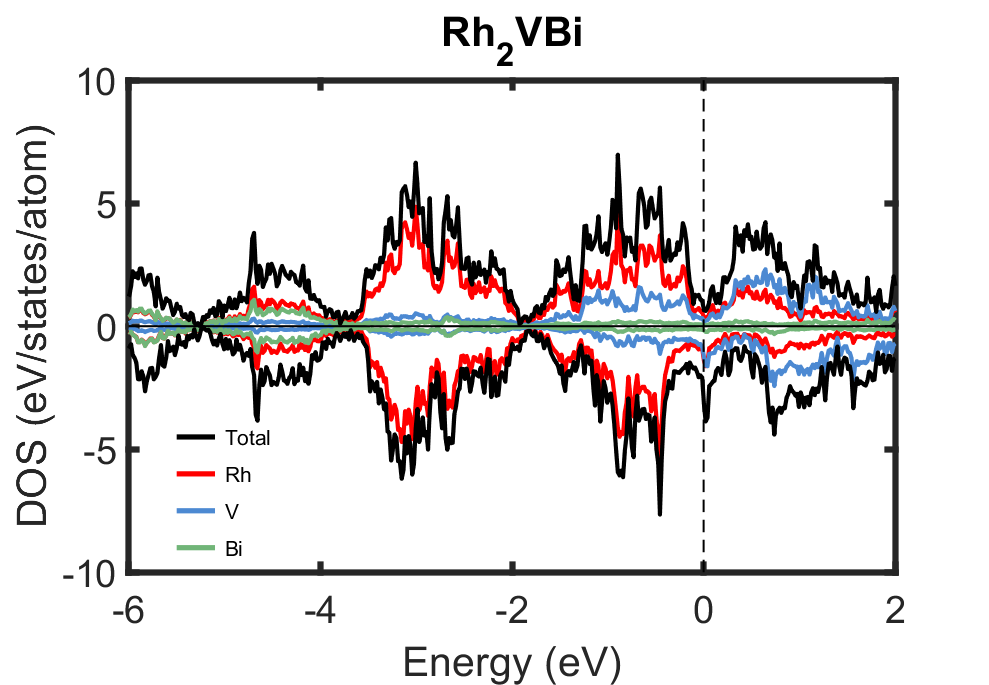 Rh₂VBi
10
5
0
-5
-10
DOS (eV/states/atom)
Total
Rh
V
Bi
-6 -4 -2 0 2
Energy (eV)